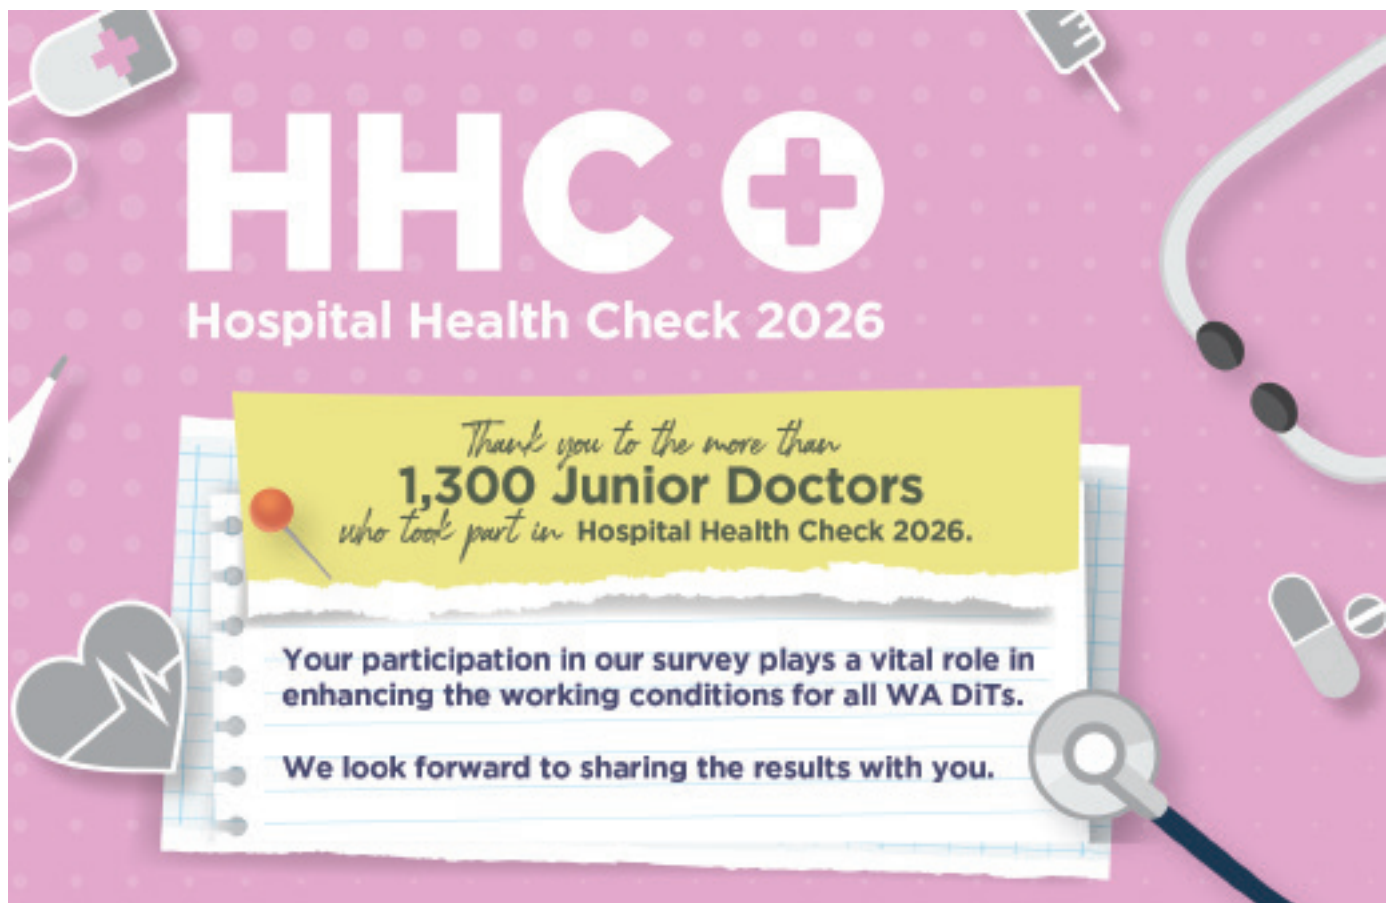 HHC
Hospital Health Check 2026
Thank you to the more than
1,300 Junior Doctors
who took part in Hospital Health Check 2026.
Your participation in our survey plays a vital role in
enhancing the working conditions for all WA DiTs.
We look forward to sharing the results with you.